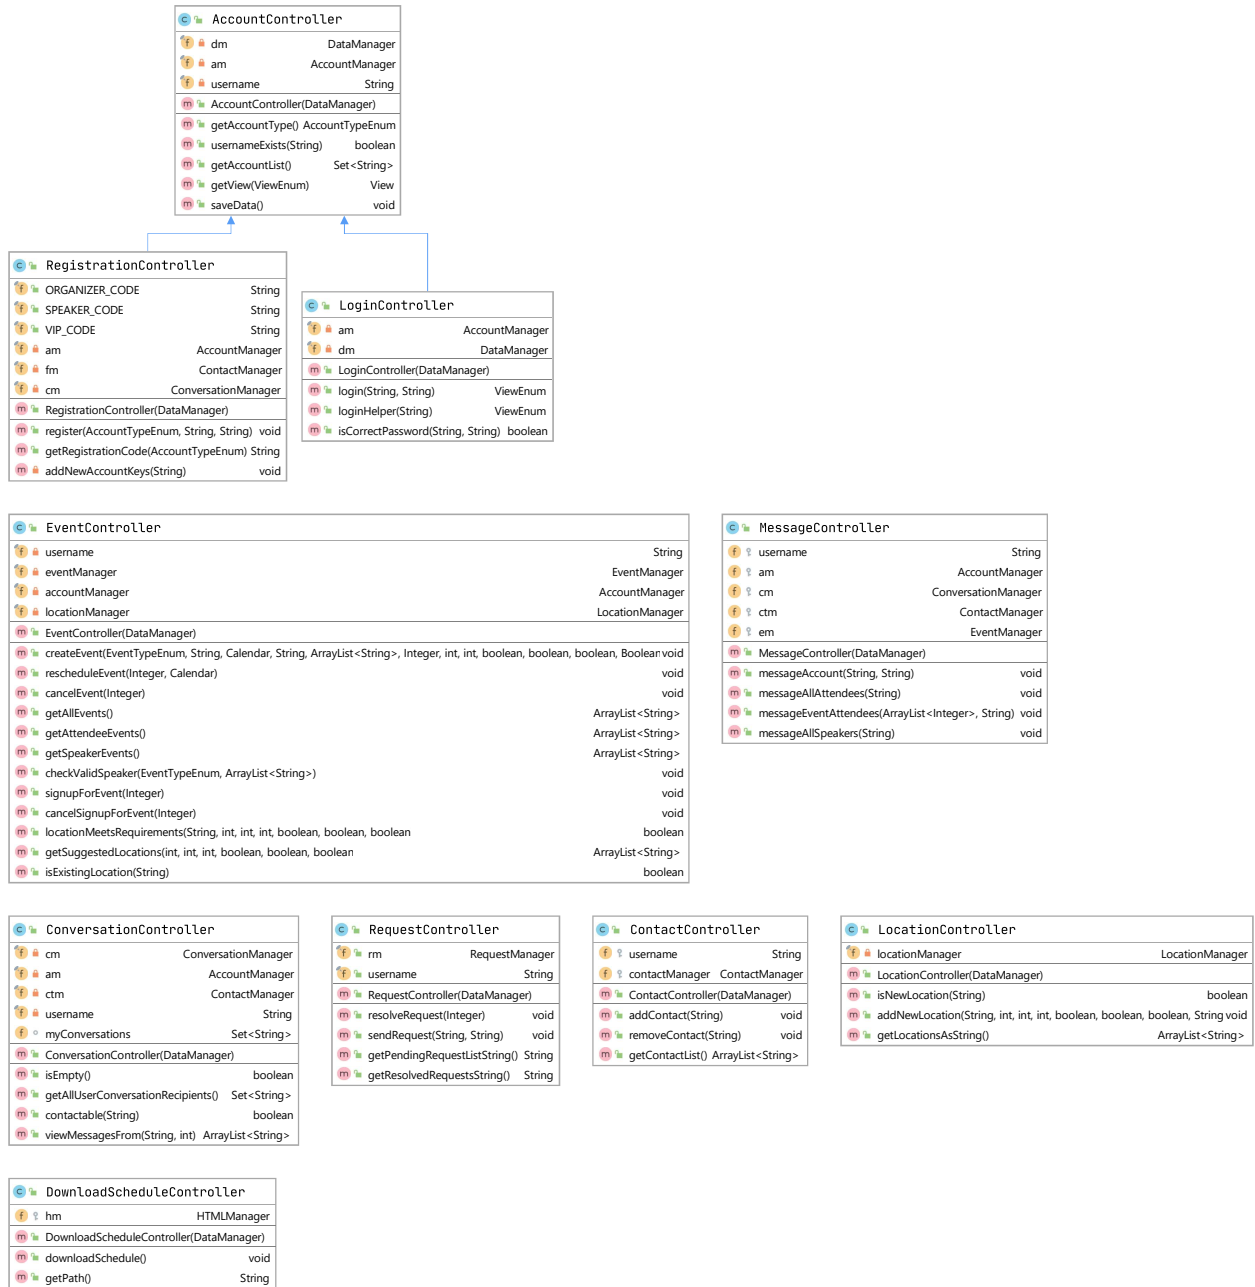 AccountController
dm DataManager
am AccountManager
username String
AccountController(DataManager)
getAccountType() AccountTypeEnum
usernameExists(String) boolean
getAccountList() Set<String>
getView(ViewEnum) View
saveData() void
RegistrationController
ORGANIZER_CODE String
SPEAKER_CODE String
VIP_CODE String
am AccountManager
fm ContactManager
cm ConversationManager
RegistrationController(DataManager)
register(AccountTypeEnum, String, String) void
getRegistrationCode(AccountTypeEnum) String
addNewAccountKeys(String) void
LoginController
am AccountManager
dm DataManager
LoginController(DataManager)
login(String, String) ViewEnum
loginHelper(String) ViewEnum
isCorrectPassword(String, String) boolean
EventController
username String
eventManager EventManager
accountManager AccountManager
locationManager LocationManager
EventController(DataManager)
createEvent(EventTypeEnum, String, Calendar, String, ArrayList<String>, Integer, int, int, boolean, boolean, boolean, Boolean void
rescheduleEvent(Integer, Calendar) void
cancelEvent(Integer) void
getAllEvents() ArrayList<String>
getAttendeeEvents() ArrayList<String>
getSpeakerEvents() ArrayList<String>
checkValidSpeaker(EventTypeEnum, ArrayList<String>) void
signupForEvent(Integer) void
cancelSignupForEvent(Integer) void
locationMeetsRequirements(String, int, int, int, boolean, boolean, boolean boolean
getSuggestedLocations(int, int, int, boolean, boolean, boolean ArrayList<String>
isExistingLocation(String) boolean
MessageController
username String
am AccountManager
cm ConversationManager
ctm ContactManager
em EventManager
MessageController(DataManager)
messageAccount(String, String) void
messageAllAttendees(String) void
messageEventAttendees(ArrayList<Integer>, String) void
messageAllSpeakers(String) void
ConversationController
cm ConversationManager
am AccountManager
ctm ContactManager
username String
myConversations Set<String>
ConversationController(DataManager)
isEmpty() boolean
getAllUserConversationRecipients() Set<String>
contactable(String) boolean
viewMessagesFrom(String, int) ArrayList<String>
RequestController
rm RequestManager
username String
RequestController(DataManager)
resolveRequest(Integer) void
sendRequest(String, String) void
getPendingRequestListString() String
getResolvedRequestsString() String
ContactController
username String
contactManager ContactManager
ContactController(DataManager)
addContact(String) void
removeContact(String) void
getContactList() ArrayList<String>
LocationController
locationManager LocationManager
LocationController(DataManager)
isNewLocation(String) boolean
addNewLocation(String, int, int, int, boolean, boolean, boolean, String void
getLocationsAsString() ArrayList<String>
DownloadScheduleController
hm HTMLManager
DownloadScheduleController(DataManager)
downloadSchedule() void
getPath() String